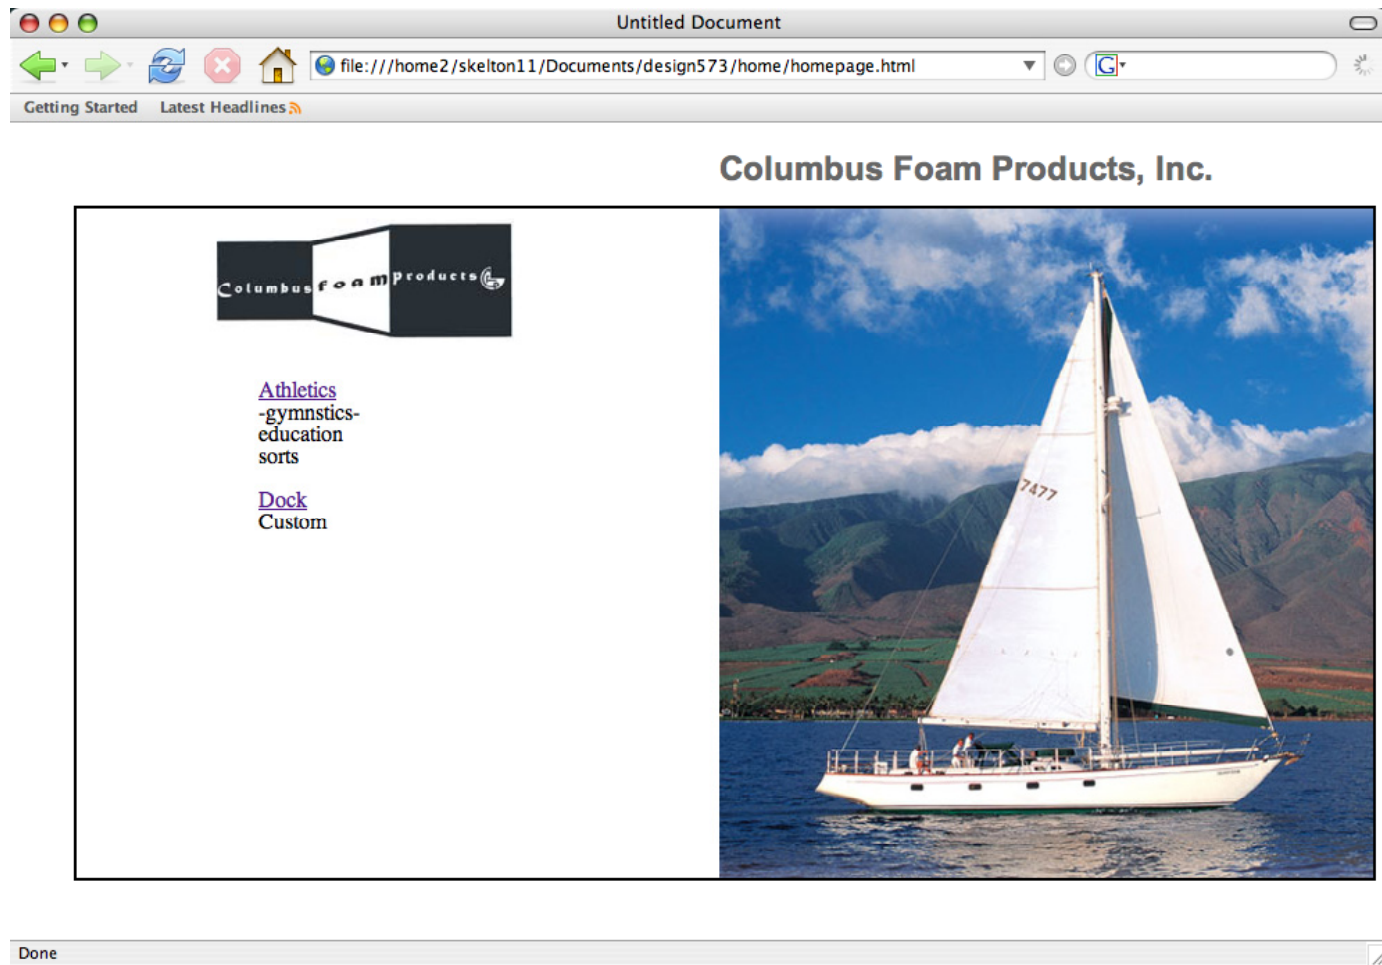 Untitled Document
file:///home2/skelton11/Documents/design573/home/homepage.html
G
Getting Started Latest Headlines
Columbus Foam Products, Inc.
Columbus foam products
Athletics
-gymnstics-
education
sorts
Dock
Custom
7477
Done